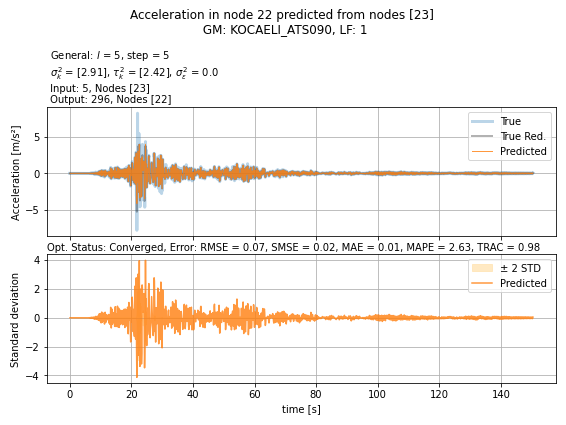 Acceleration in node 22 predicted from nodes [23]
GM: KOCAELI_ATS090, LF: 1
General: l = 5, step = 5
σ²ₖ = [2.91], τ²ₖ = [2.42], σ²ε = 0.0
Input: 5, Nodes [23]
Output: 296, Nodes [22]
Acceleration [m/s²]
5
0
−5
True
True Red.
Predicted
Opt. Status: Converged, Error: RMSE = 0.07, SMSE = 0.02, MAE = 0.01, MAPE = 2.63, TRAC = 0.98
Standard deviation
4
2
0
−2
−4
± 2 STD
Predicted
0 20 40 60 80 100 120 140
time [s]